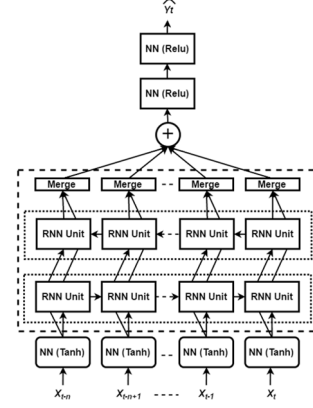 Ŷt
NN (Relu)
NN (Relu)
+
Merge Merge Merge Merge
RNN Unit RNN Unit RNN Unit RNN Unit
RNN Unit RNN Unit RNN Unit RNN Unit
NN (Tanh) NN (Tanh) NN (Tanh) NN (Tanh)
Xt-n Xt-n+1 Xt-1 Xt